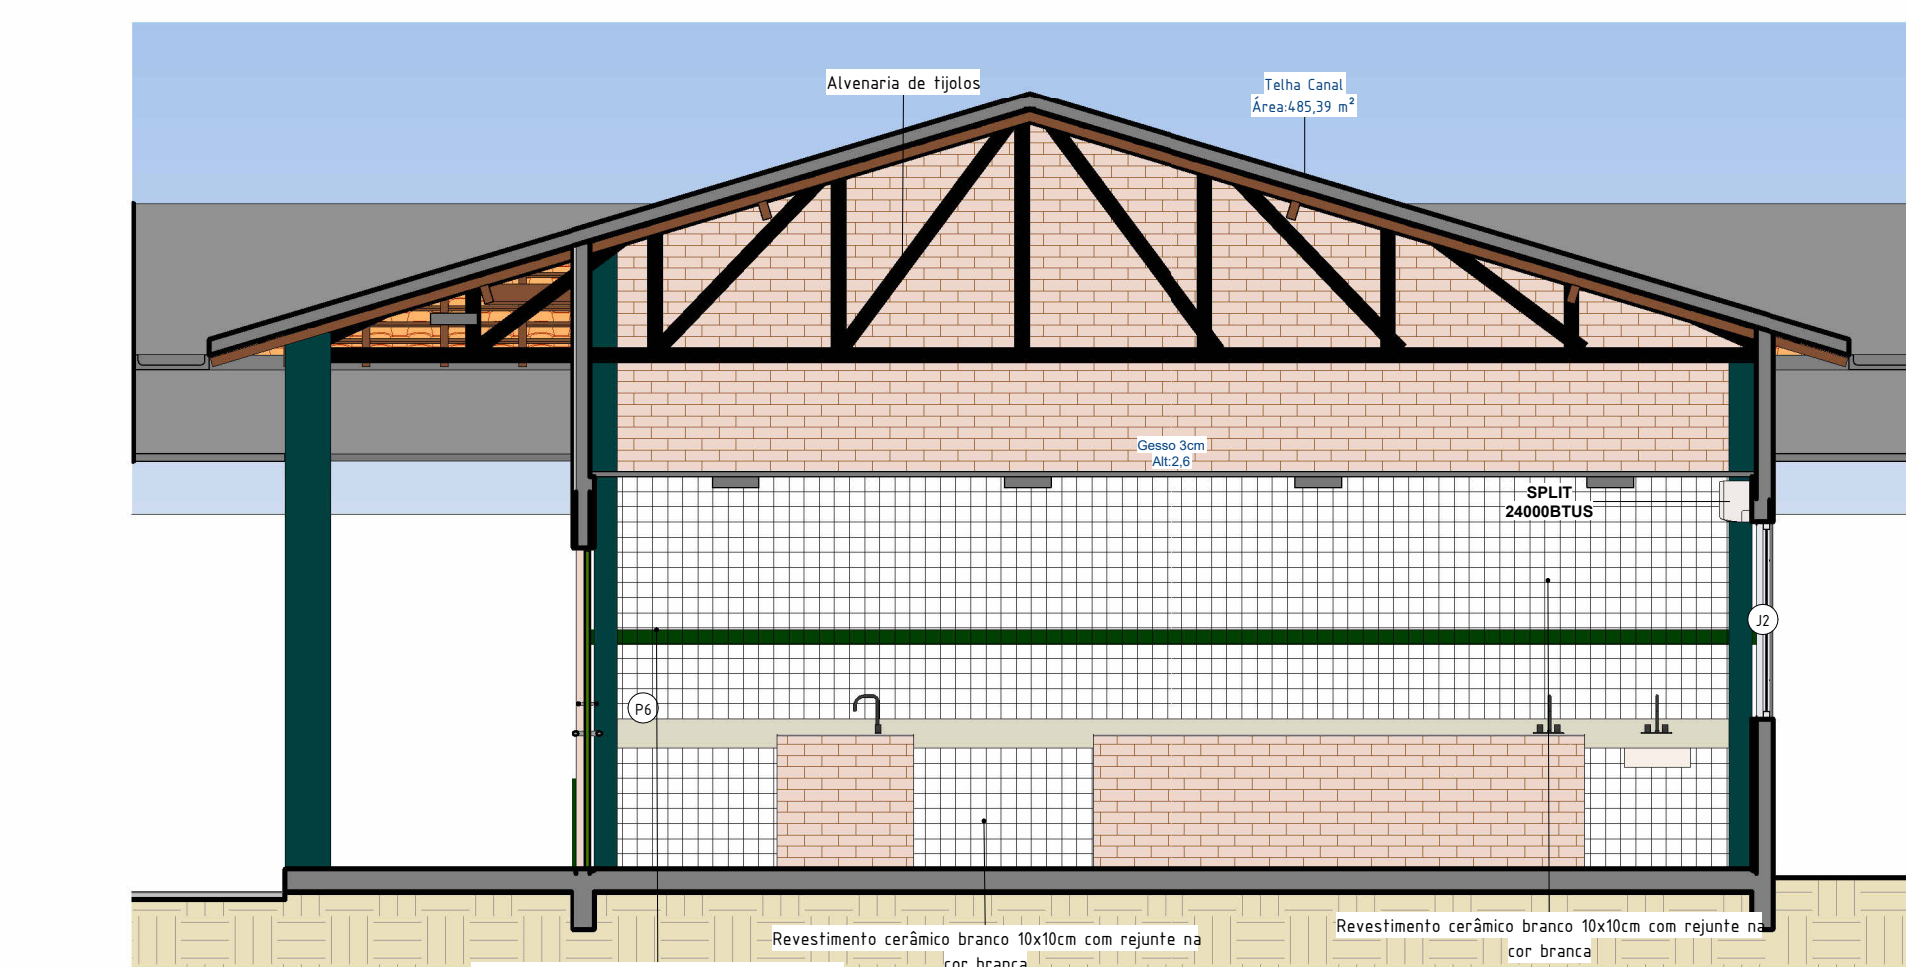 Alvenaria de tijolos
Telha Canal
Área:485,39 m²
Gesso 3cm
Alt:2,6
SPLIT
24000BTUS
J2
P6
Revestimento cerâmico branco 10x10cm com rejunte na
cor branca
Revestimento cerâmico branco 10x10cm com rejunte na
cor branca